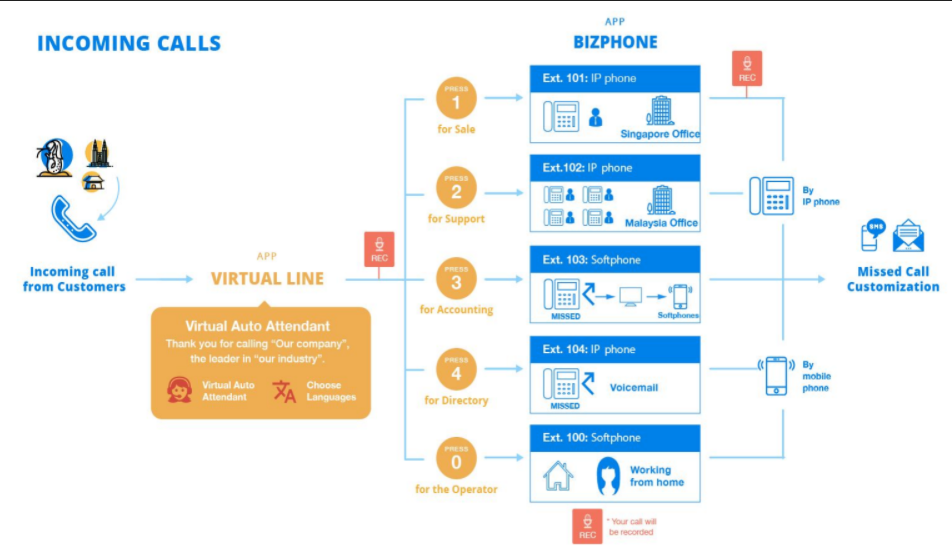 INCOMING CALLS
APP
BIZPHONE
REC
PRESS
1
for Sale
Ext. 101: IP phone
Singapore Office
PRESS
2
for Support
Ext.102: IP phone
Malaysia Office
By
IP phone
Incoming call
from Customers
APP
VIRTUAL LINE
REC
PRESS
3
for Accounting
Ext. 103: Softphone
MISSED
Softphones
SMS
Missed Call
Customization
Virtual Auto Attendant
Thank you for calling “Our company”,
the leader in “our industry”.
Virtual Auto
Attendant
Choose
Languages
PRESS
4
for Directory
Ext. 104: IP phone
MISSED
Voicemail
By
mobile
phone
PRESS
0
for the Operator
Ext. 100: Softphone
Working
from home
REC
* Your call will
be recorded